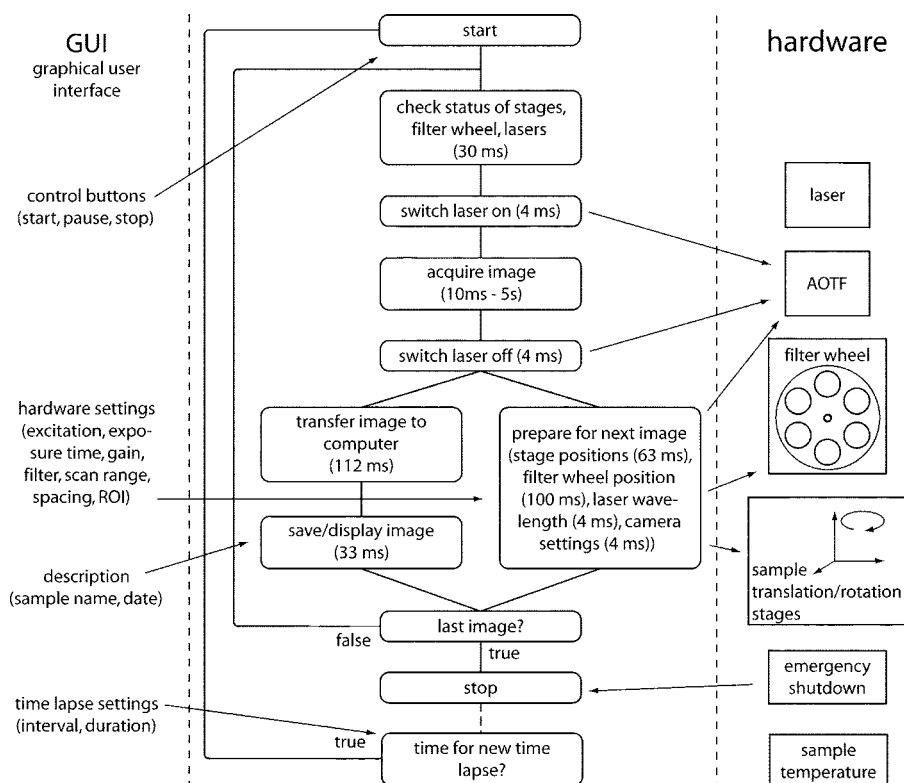 GUI
graphical user
interface
control buttons
(start, pause, stop)
hardware settings
(excitation, expo-
sure time, gain,
filter, scan range,
spacing, ROI)
description
(sample name, date)
time lapse settings
(interval, duration)
start
check status of stages,
filter wheel, lasers
(30 ms)
switch laser on (4 ms)
acquire image
(10ms - 5s)
switch laser off (4 ms)
transfer image to
computer
(112 ms)
save/display image
(33 ms)
prepare for next image
(stage positions (63 ms),
filter wheel position
(100 ms), laser wave-
length (4 ms), camera
settings (4 ms))
last image?
false
true
stop
true
time for new time
lapse?
hardware
laser
AOTF
filter wheel
sample
translation/rotation
stages
emergency
shutdown
sample
temperature